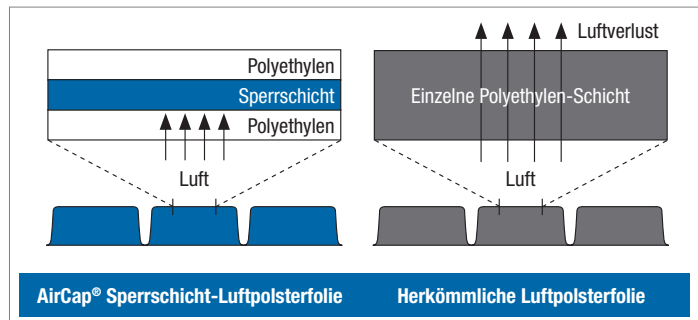 Polyethylen
Sperrschicht
Polyethylen
Luft
AirCap® Sperrschicht-Luftpolsterfolie
Luftverlust
Einzelne Polyethylen-Schicht
Luft
Herkömmliche Luftpolsterfolie